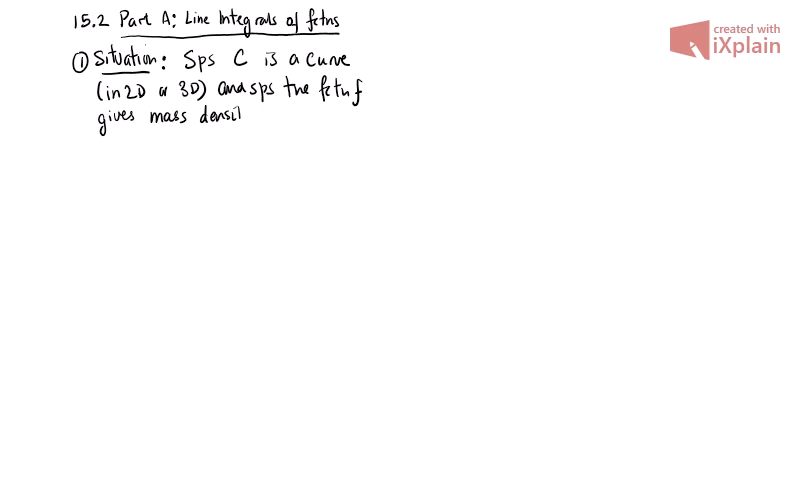 15.2 Part A: Line Integrals of fctns
① Situation: Sps C is a curve
(in 2D or 3D) and sps the fctn f
gives mass densit
created with
iXplain